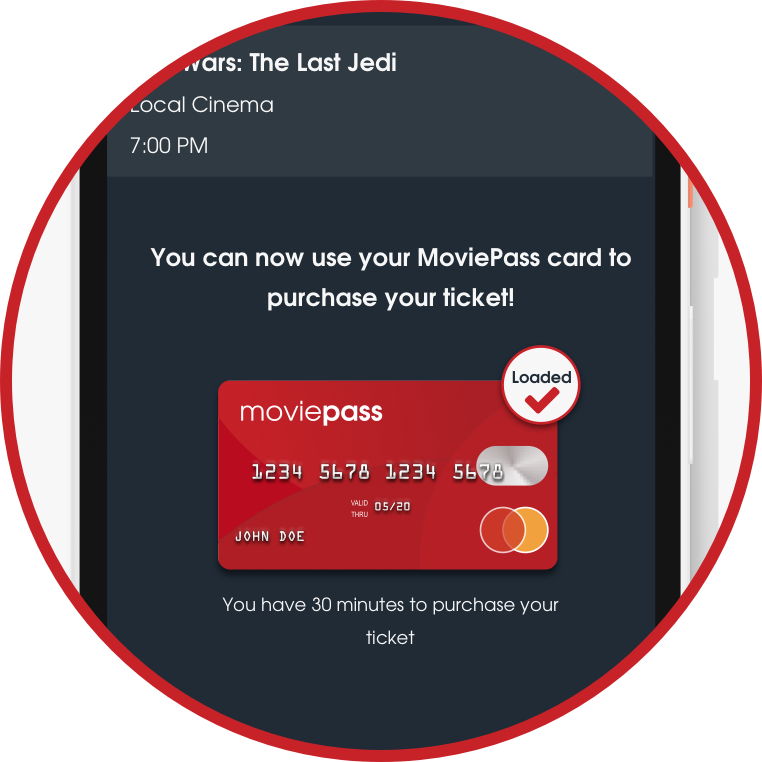 Wars: The Last Jedi
Local Cinema
7:00 PM
You can now use your MoviePass card to
purchase your ticket!
Loaded
moviepass
1234 5678 1234 5678
VALID THRU 05/20
JOHN DOE
You have 30 minutes to purchase your
ticket